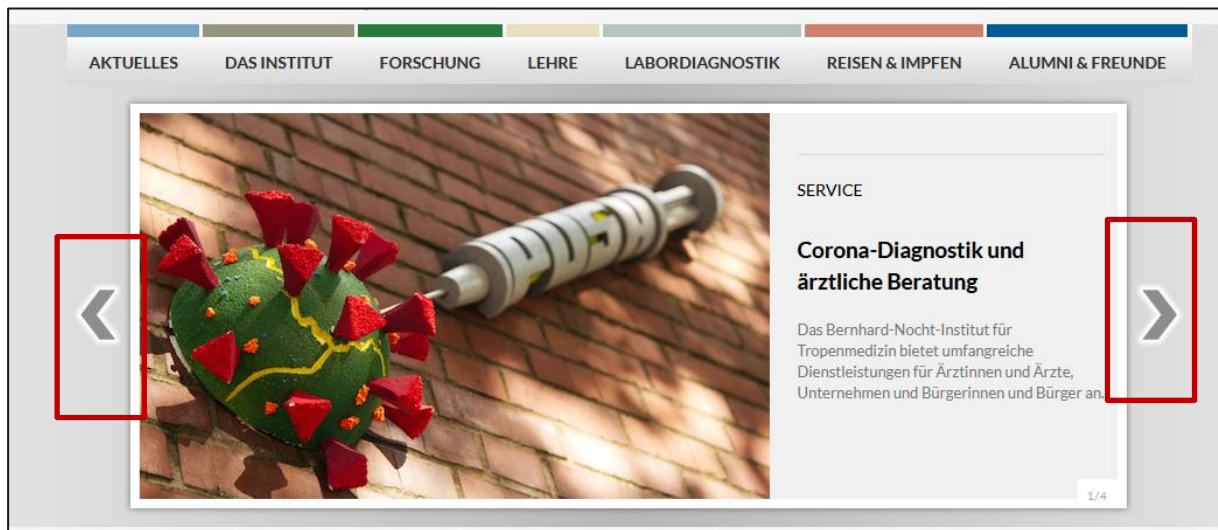 AKTUELLES DAS INSTITUT FORSCHUNG LEHRE LABORDIAGNOSTIK REISEN & IMPFEN ALUMNI & FREUNDE
SERVICE
Corona-Diagnostik und
ärztliche Beratung
Das Bernhard-Nocht-Institut für
Tropenmedizin bietet umfangreiche
Dienstleistungen für Ärztinnen und Ärzte,
Unternehmen und Bürgerinnen und Bürger an.
1/4